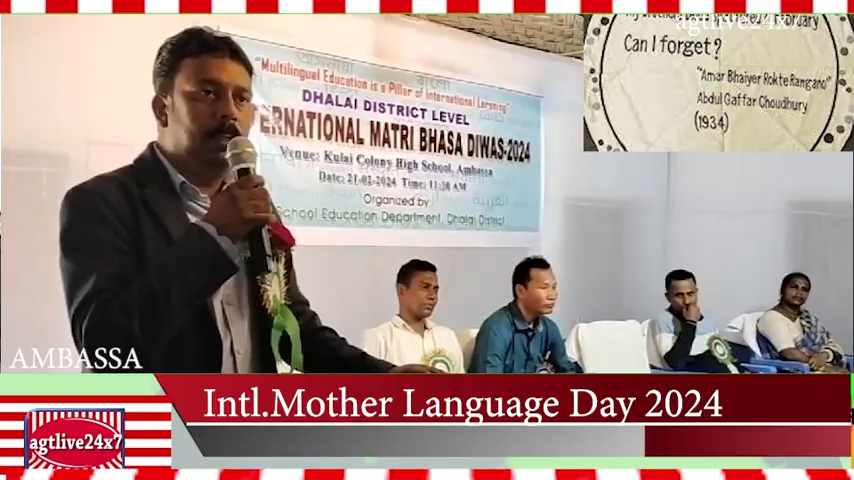 agtlive24x7
Can I forget?
"Amar Bhaiyer Rokte Rangano"
Abdul Gaffar Choudhury
(1934)
"Multilingual Education is a Pillar of International Learning"
DHALAI DISTRICT LEVEL
ERNATIONAL MATRI BHASA DIWAS-2024
Venue: Kulai Colony High School, Ambassa
Date: 21-02-2024 Time: 11:30 AM
Organized by:
School Education Department, Dhalai District
AMBASSA
Intl.Mother Language Day 2024
agtlive24x7